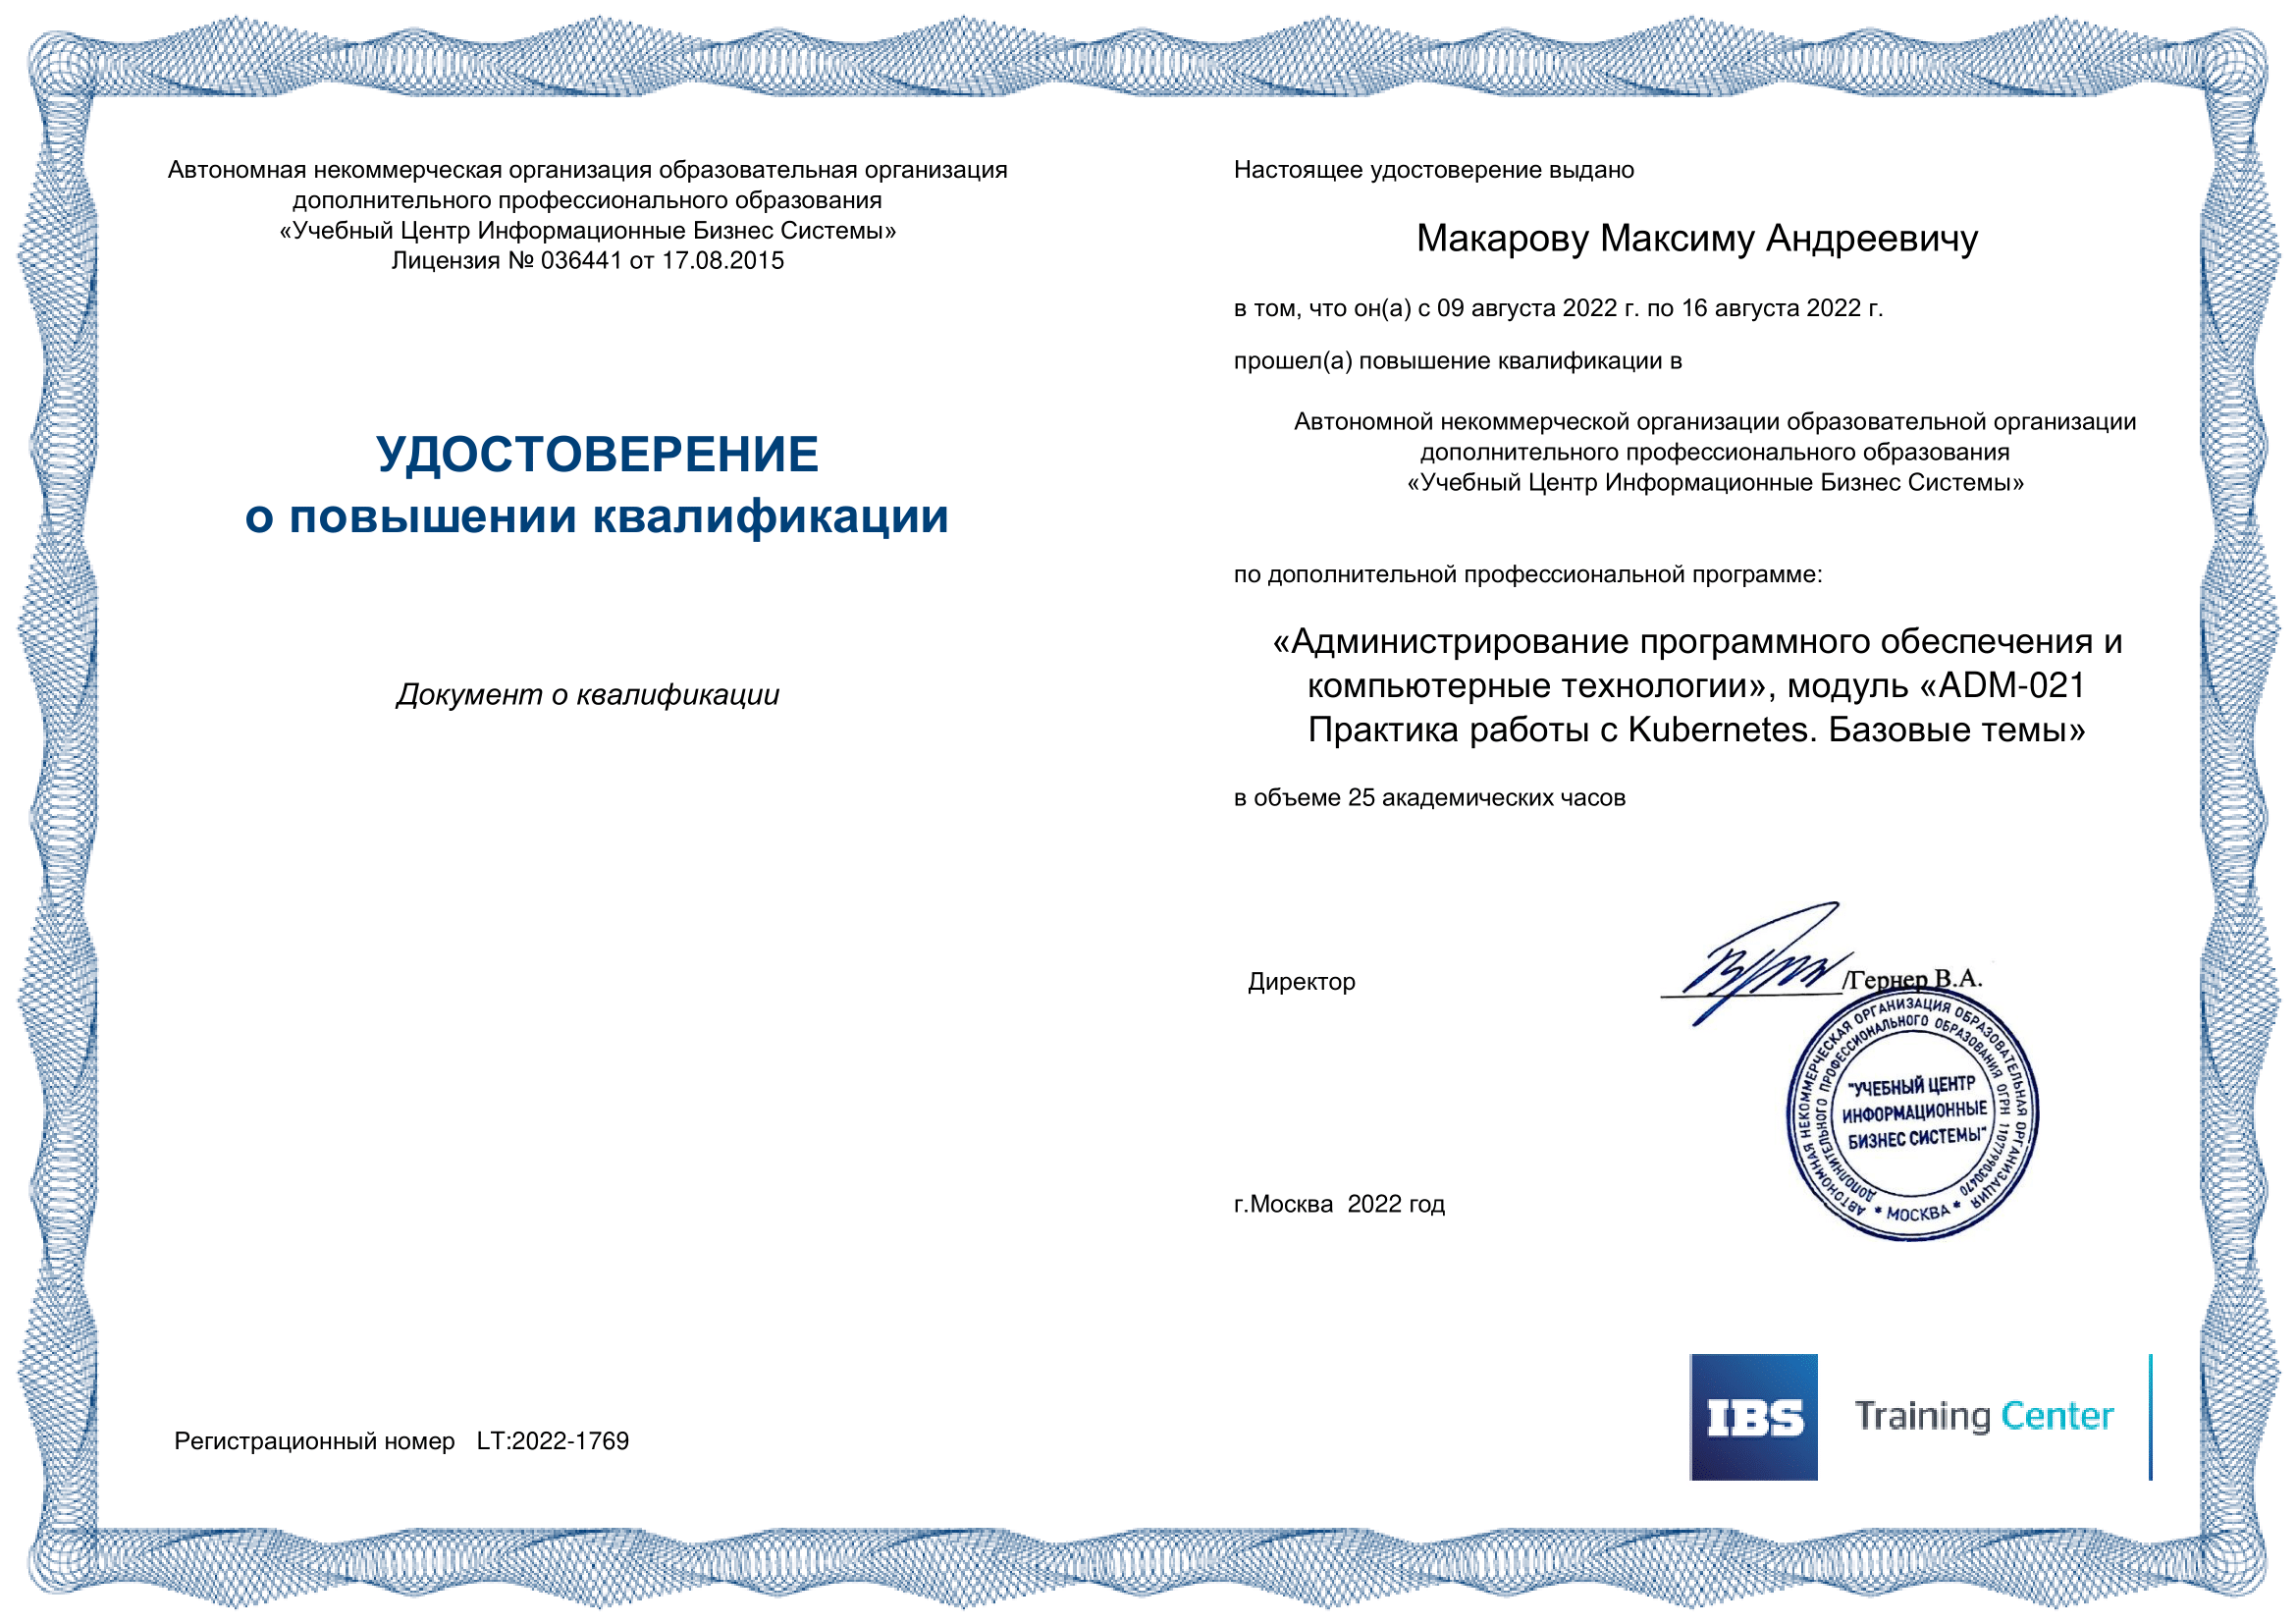 Автономная некоммерческая организация образовательная организация
дополнительного профессионального образования
«Учебный Центр Информационные Бизнес Системы»
Лицензия № 036441 от 17.08.2015
УДОСТОВЕРЕНИЕ
о повышении квалификации
Документ о квалификации
Регистрационный номер LT:2022-1769
Настоящее удостоверение выдано
Макарову Максиму Андреевичу
в том, что он(а) с 09 августа 2022 г. по 16 августа 2022 г.
прошел(а) повышение квалификации в
Автономной некоммерческой организации образовательной организации
дополнительного профессионального образования
«Учебный Центр Информационные Бизнес Системы»
по дополнительной профессиональной программе:
«Администрирование программного обеспечения и
компьютерные технологии», модуль «ADM-021
Практика работы с Kubernetes. Базовые темы»
в объеме 25 академических часов
Директор
/Гернер В.А.
АВТОНОМНАЯ НЕКОММЕРЧЕСКАЯ ОРГАНИЗАЦИЯ ОБРАЗОВАТЕЛЬНАЯ ОРГАНИЗАЦИЯ
ДОПОЛНИТЕЛЬНОГО ПРОФЕССИОНАЛЬНОГО ОБРАЗОВАНИЯ ОГРН 1107799030470
"УЧЕБНЫЙ ЦЕНТР
ИНФОРМАЦИОННЫЕ
БИЗНЕС СИСТЕМЫ"
* МОСКВА *
г.Москва 2022 год
IBS Training Center